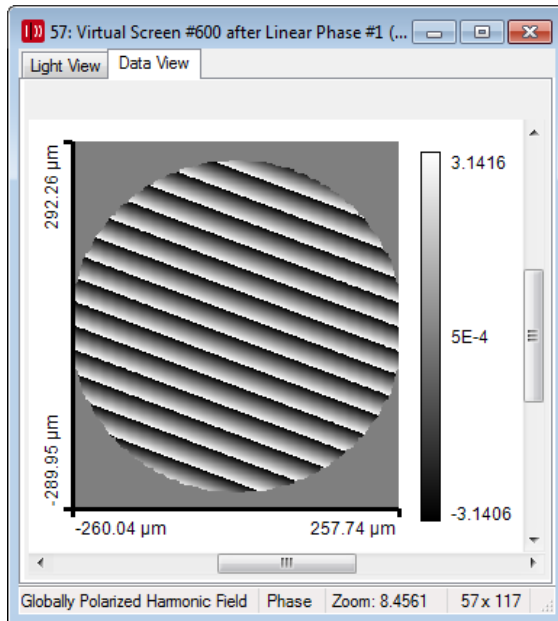 57: Virtual Screen #600 after Linear Phase #1 (...
Light View Data View
292.26 µm
-289.95 µm
-260.04 µm 257.74 µm
3.1416
5E-4
-3.1406
Globally Polarized Harmonic Field Phase Zoom: 8.4561 57 x 117